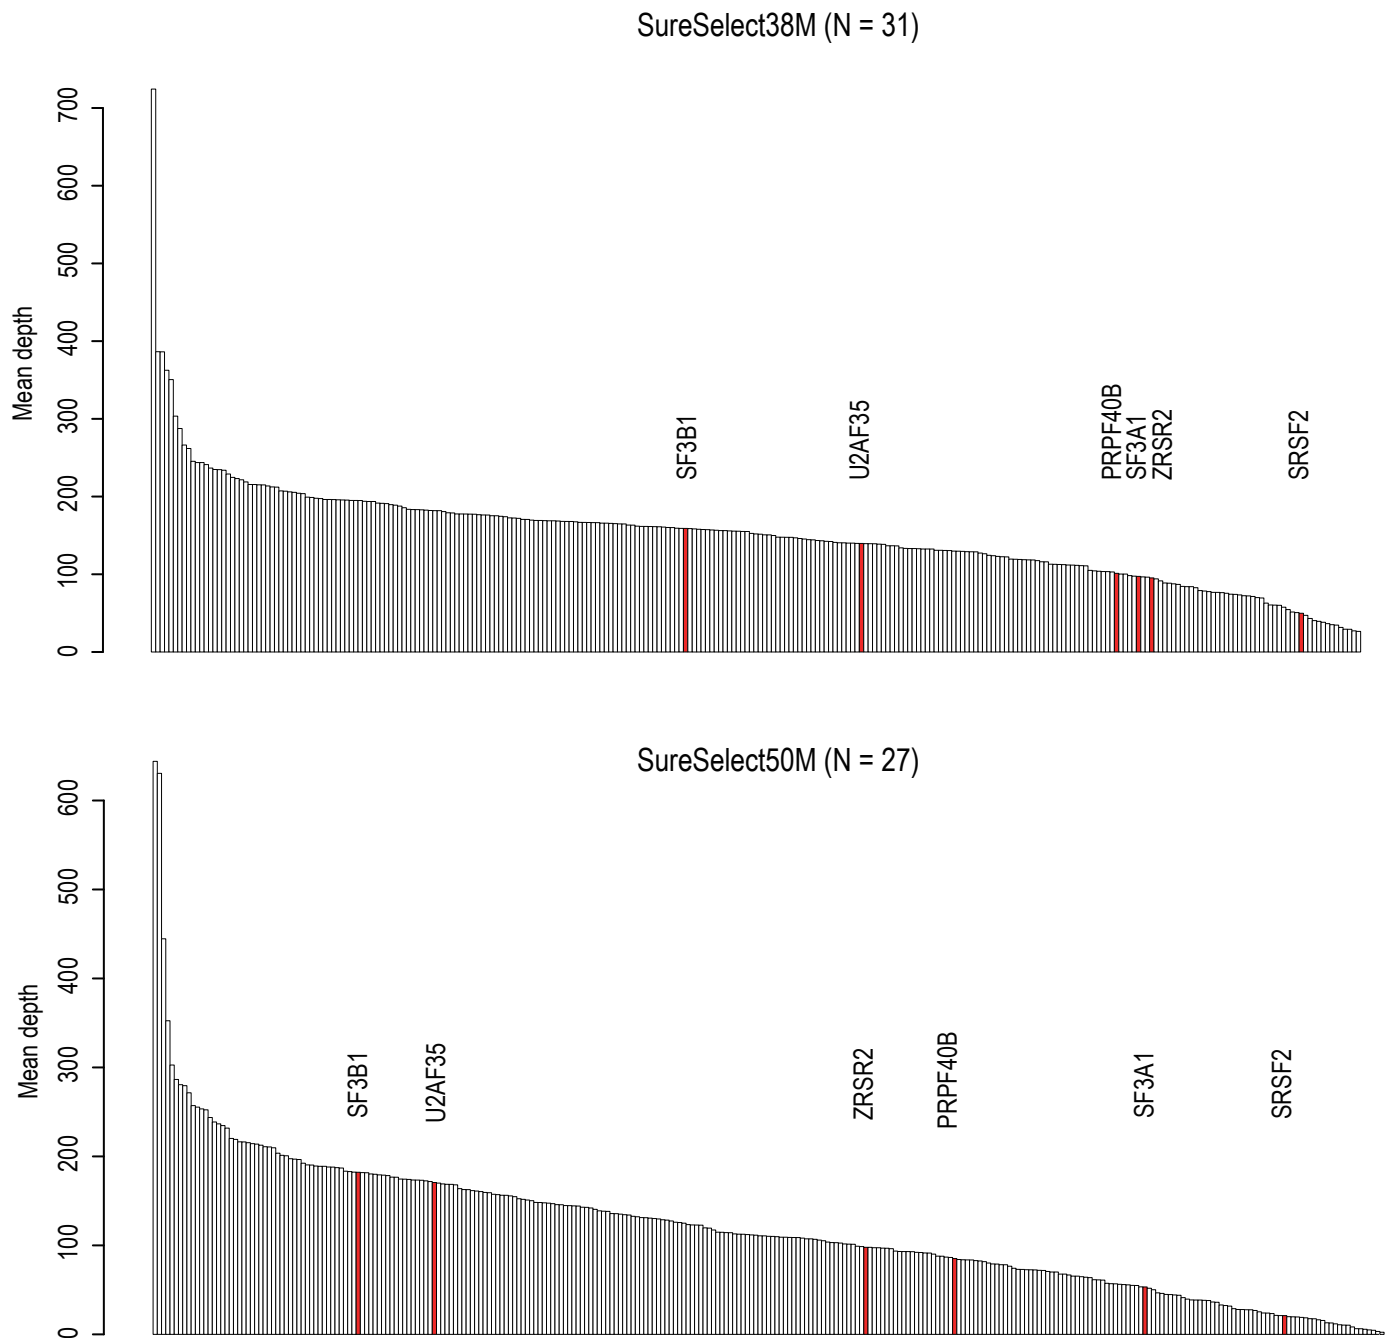 SureSelect38M (N = 31)
700
600
500
400
300
200
100
0
Mean depth
SF3B1
U2AF35
PRPF40B
SF3A1
ZRSR2
SRSF2
SureSelect50M (N = 27)
600
500
400
300
200
100
0
Mean depth
SF3B1
U2AF35
ZRSR2
PRPF40B
SF3A1
SRSF2